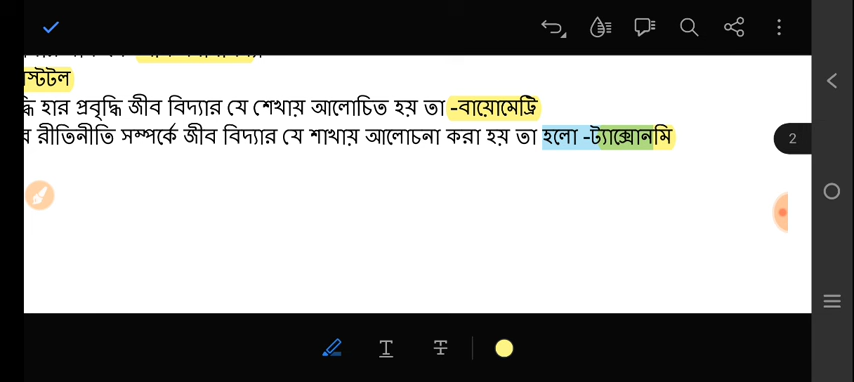 স্টটল
দ্ধি হার প্রবৃদ্ধি জীব বিদ্যার যে শেখায় আলোচিত হয় তা -বায়োমেট্রি
র রীতিনীতি সম্পর্কে জীব বিদ্যার যে শাখায় আলোচনা করা হয় তা হলো -ট্যাক্সোনমি
2
T T